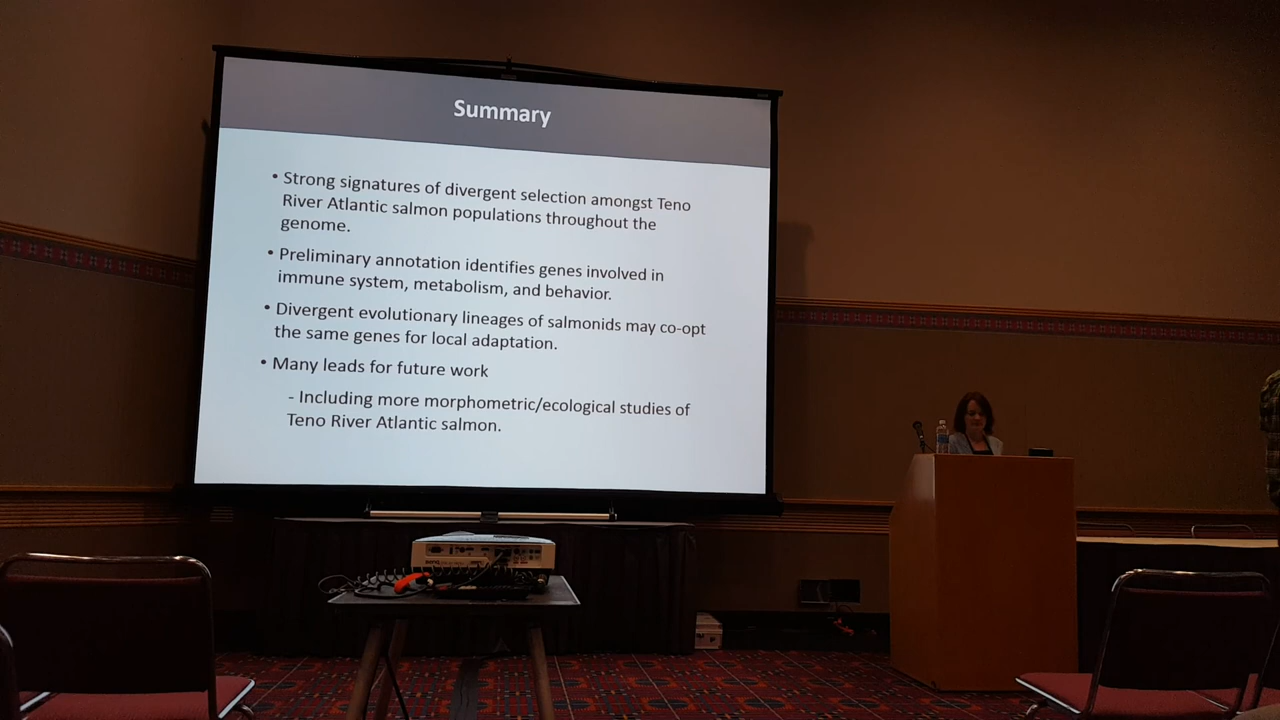 Summary
• Strong signatures of divergent selection amongst Teno
River Atlantic salmon populations throughout the
genome.
• Preliminary annotation identifies genes involved in
immune system, metabolism, and behavior.
• Divergent evolutionary lineages of salmonids may co-opt
the same genes for local adaptation.
• Many leads for future work
- Including more morphometric/ecological studies of
Teno River Atlantic salmon.
BenQ